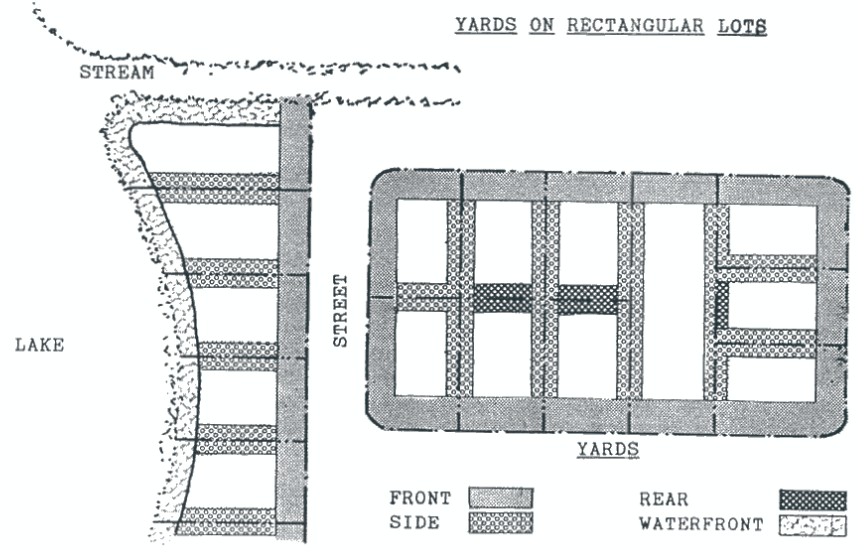 YARDS ON RECTANGULAR LOTS
STREAM
STREET
LAKE
YARDS
FRONT
REAR
SIDE
WATERFRONT